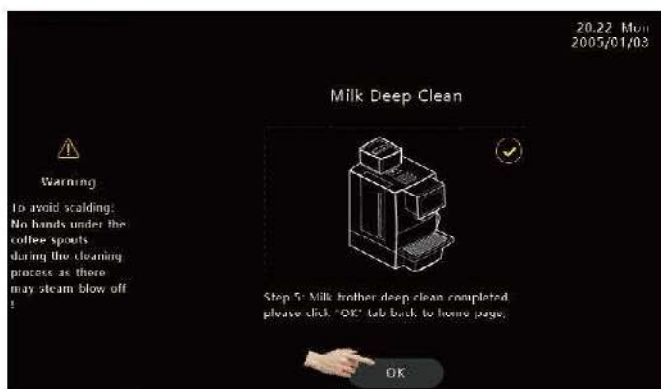 20.22 Mon
2005/01/03
Milk Deep Clean
Warning
To avoid scalding!
No hands under the
coffee spouts
during the cleaning
process as there
may steam blow off
!
Step 5: Milk frother deep clean completed,
please click "OK" tab back to home page;
OK